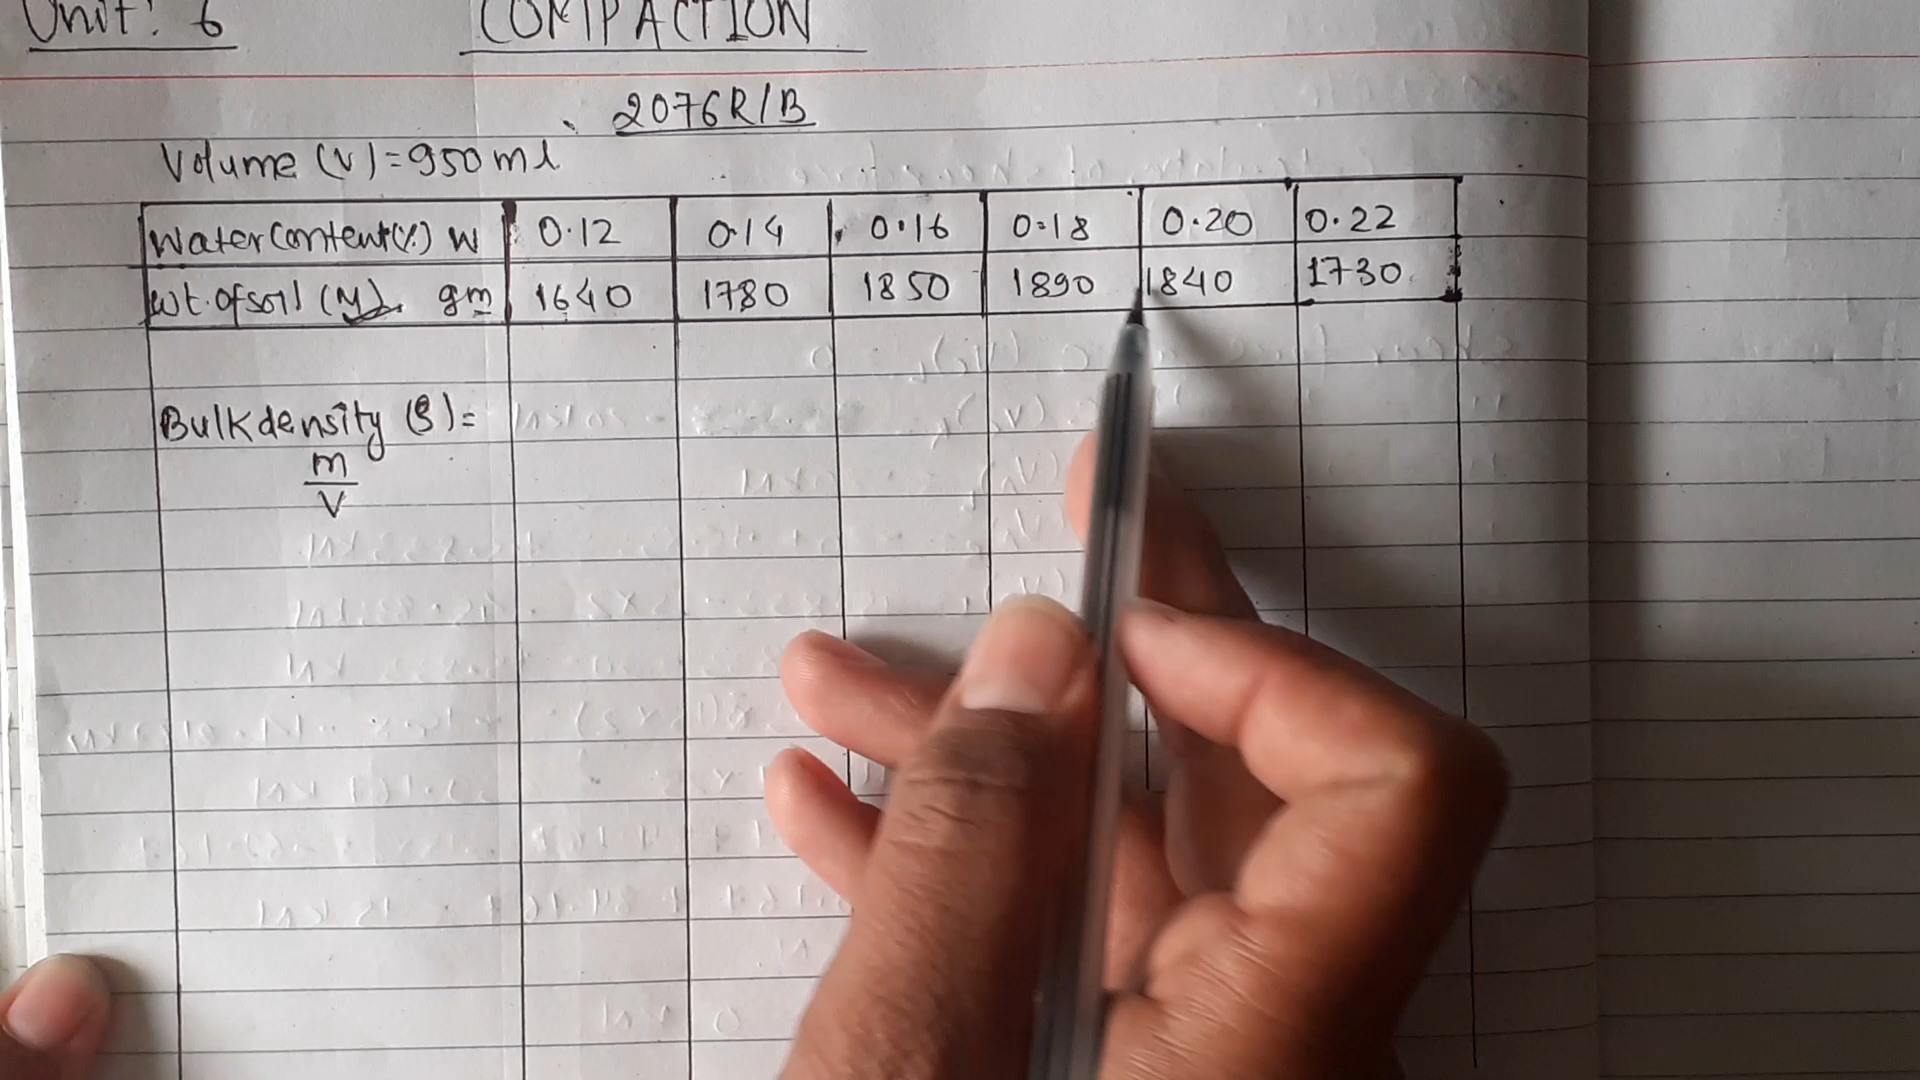 Unit: 6
COMPACTION
2076R/B
Volume (V) = 950 ml
Water Content(%) W 0.12 0.14 0.16 0.18 0.20 0.22
Wt. of soil (M) gm 1640 1780 1850 1890 1840 1730
Bulk density (ρ) =
m
V